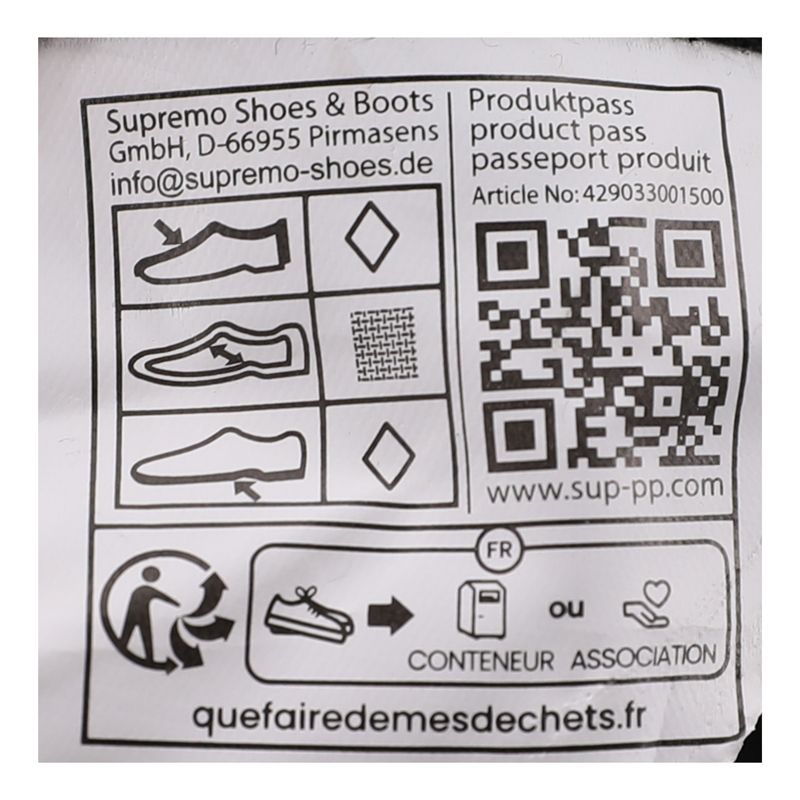 Supremo Shoes & Boots
GmbH, D-66955 Pirmasens
info@supremo-shoes.de
Produktpass
product pass
passeport produit
Article No: 429033001500
www.sup-pp.com
FR
ou
CONTENEUR ASSOCIATION
quefairedemesdechets.fr